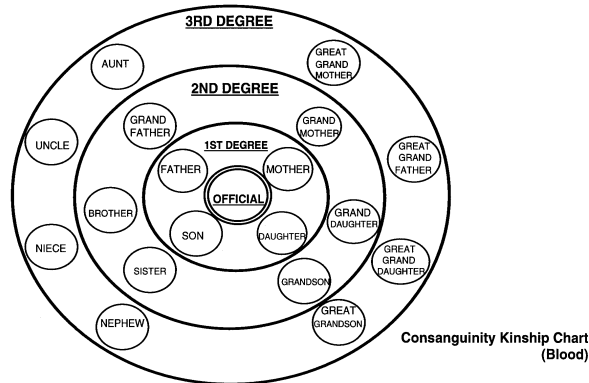 3RD DEGREE
AUNT
GREAT
GRAND
MOTHER
2ND DEGREE
GRAND
FATHER
GRAND
MOTHER
UNCLE
1ST DEGREE
GREAT
GRAND
FATHER
FATHER
MOTHER
OFFICIAL
BROTHER
GRAND
DAUGHTER
SON
DAUGHTER
NIECE
GREAT
GRAND
DAUGHTER
SISTER
GRANDSON
NEPHEW
GREAT
GRANDSON
Consanguinity Kinship Chart
(Blood)